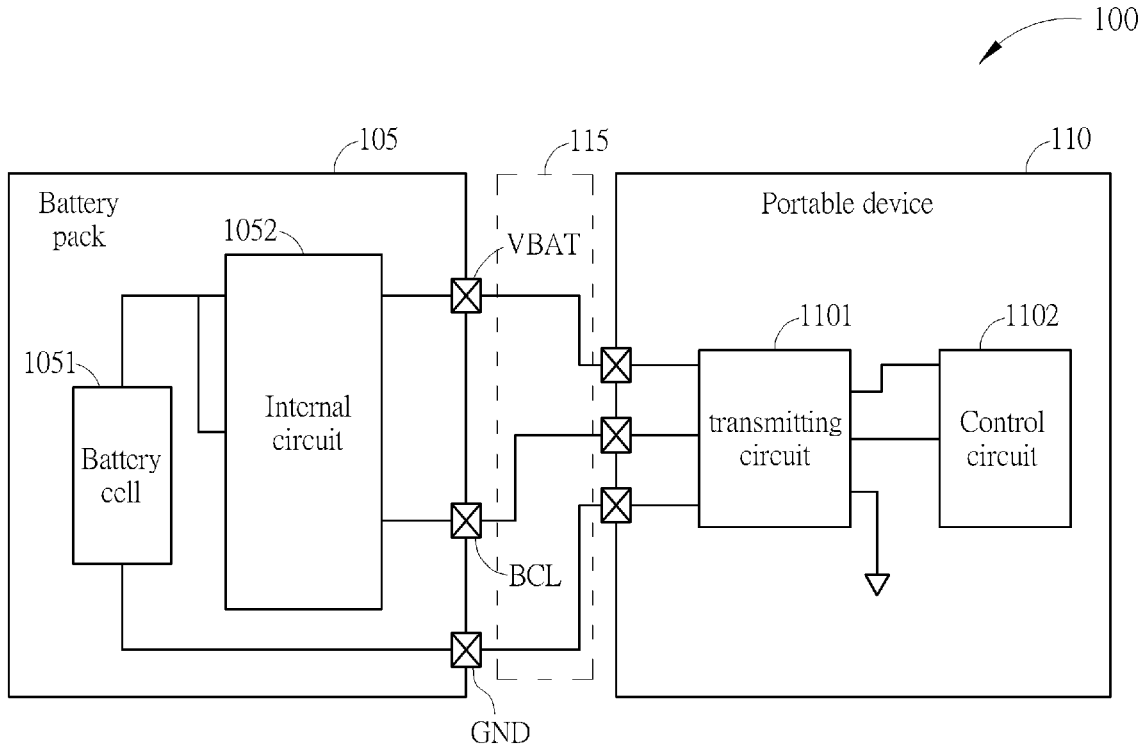 100
105
115
110
Battery
pack
Portable device
1052
VBAT
1101
1102
1051
Internal
circuit
transmitting
circuit
Control
circuit
Battery
cell
BCL
GND